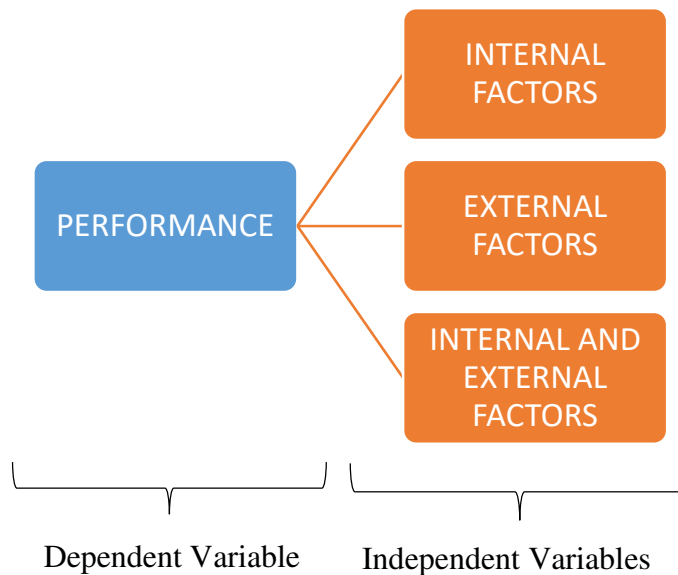 INTERNAL
FACTORS
PERFORMANCE
EXTERNAL
FACTORS
INTERNAL AND
EXTERNAL
FACTORS
Dependent Variable
Independent Variables